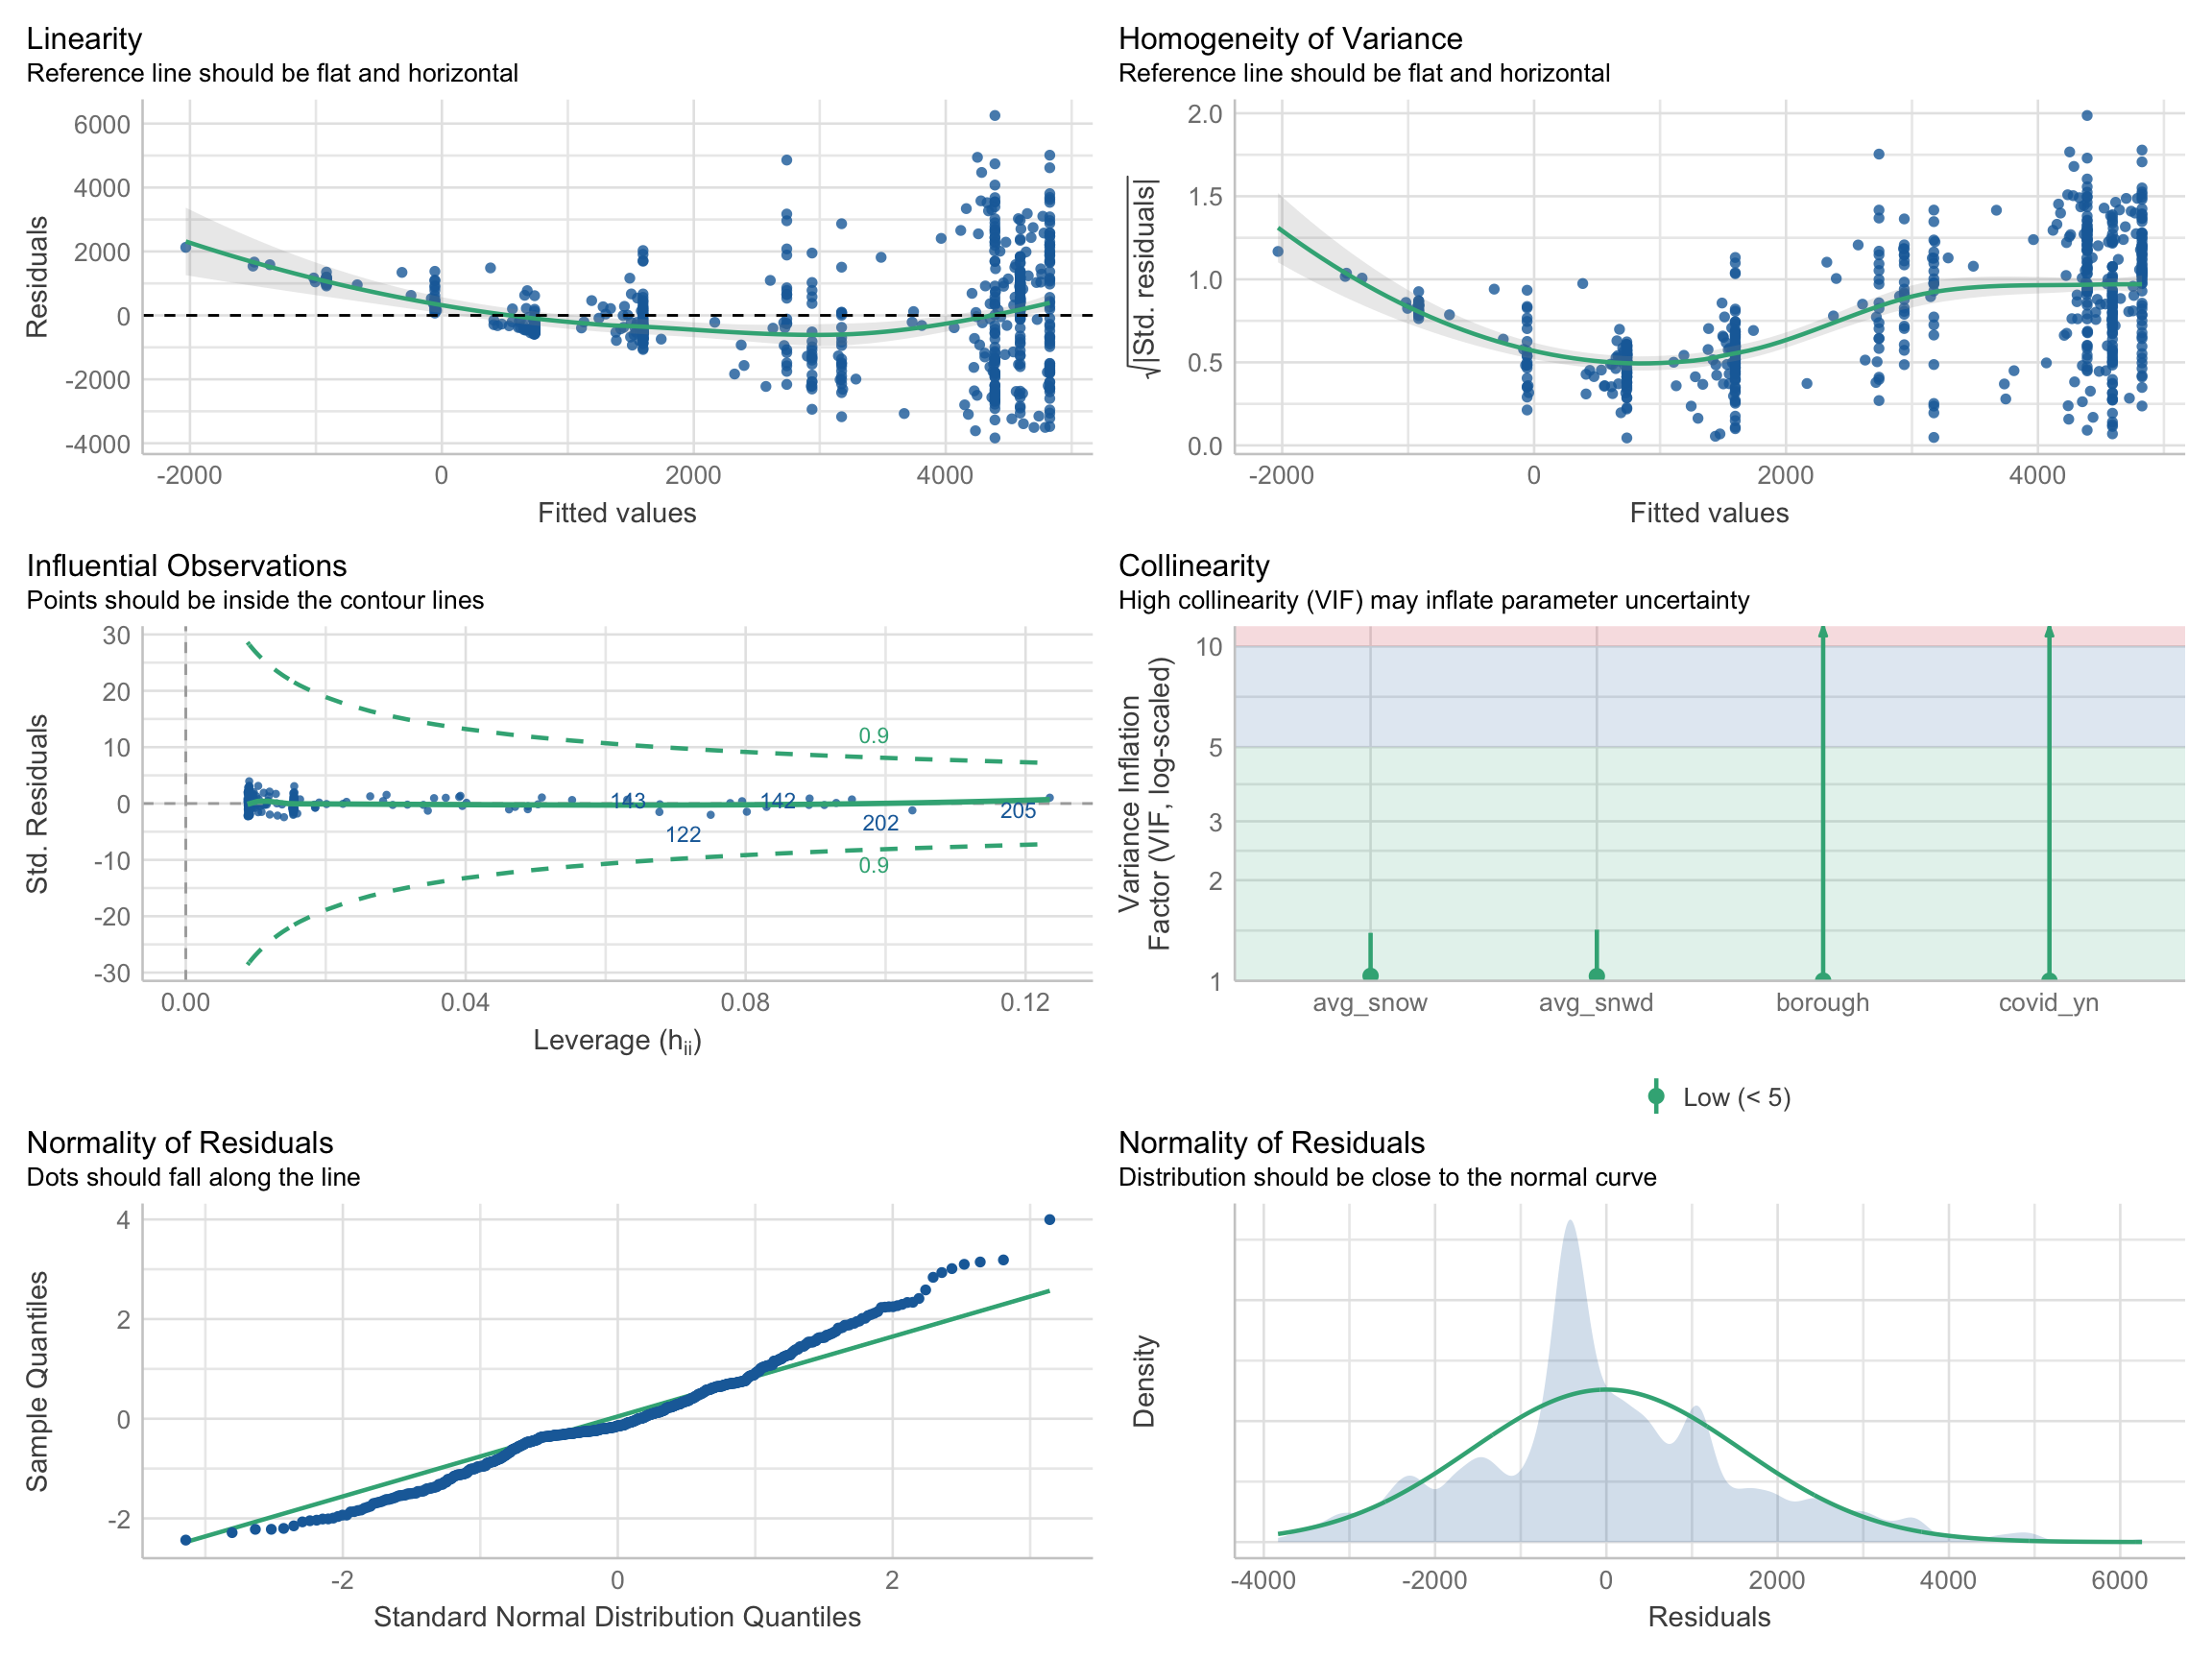 Linearity
Reference line should be flat and horizontal
Residuals
6000
4000
2000
0
-2000
-4000
-2000
0
2000
4000
Fitted values
Homogeneity of Variance
Reference line should be flat and horizontal
√|Std. residuals|
2.0
1.5
1.0
0.5
0.0
-2000
0
2000
4000
Fitted values
Influential Observations
Points should be inside the contour lines
Std. Residuals
30
20
10
0
-10
-20
-30
0.9
143
142
205
122
202
0.9
0.00
0.04
0.08
0.12
Leverage (hii)
Collinearity
High collinearity (VIF) may inflate parameter uncertainty
Variance Inflation
Factor (VIF, log-scaled)
10
5
3
2
1
avg_snow
avg_snwd
borough
covid_yn
Low (< 5)
Normality of Residuals
Dots should fall along the line
Sample Quantiles
4
2
0
-2
-2
0
2
Standard Normal Distribution Quantiles
Normality of Residuals
Distribution should be close to the normal curve
Density
-4000
-2000
0
2000
4000
6000
Residuals